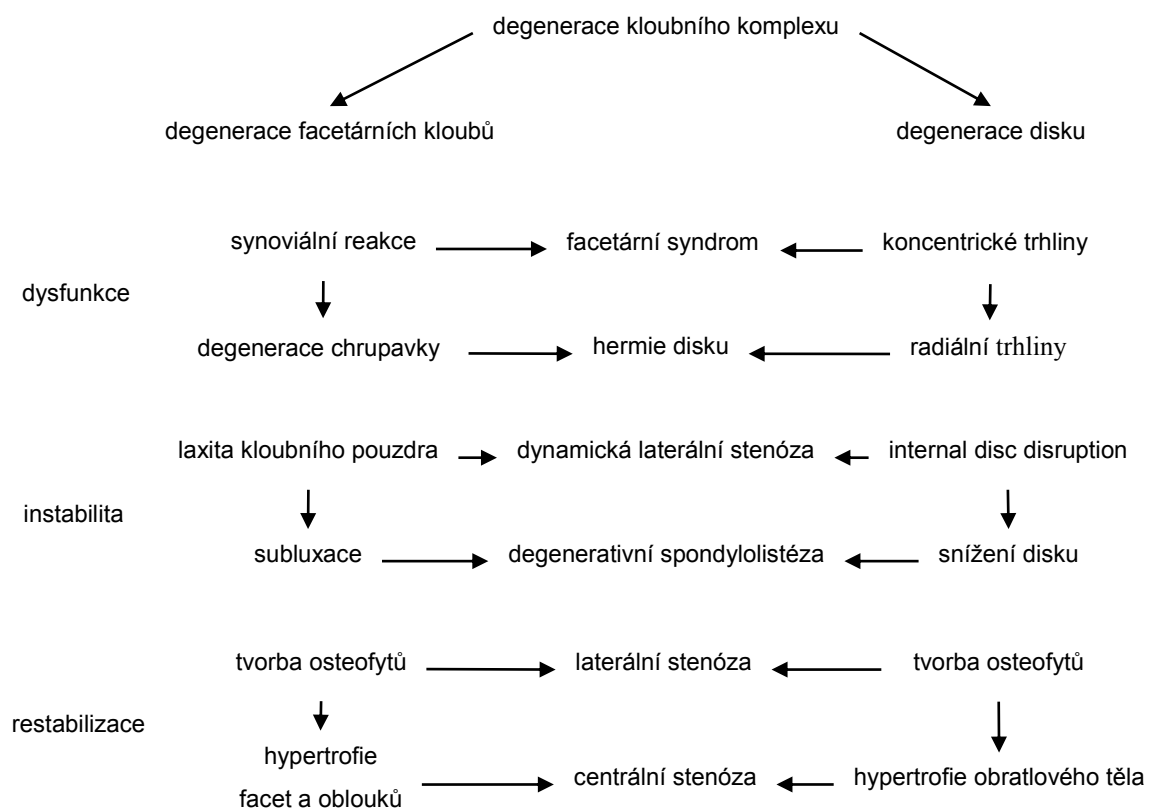 degenerace kloubního komplexu
degenerace facetárních kloubů degenerace disku
synoviální reakce facetární syndrom koncentrické trhliny
dysfunkce
degenerace chrupavky hermie disku radiální trhliny
laxita kloubního pouzdra dynamická laterální stenóza internal disc disruption
instabilita
subluxace degenerativní spondylolistéza snížení disku
tvorba osteofytů laterální stenóza tvorba osteofytů
restabilizace
hypertrofie
facet a oblouků centrální stenóza hypertrofie obratlového těla